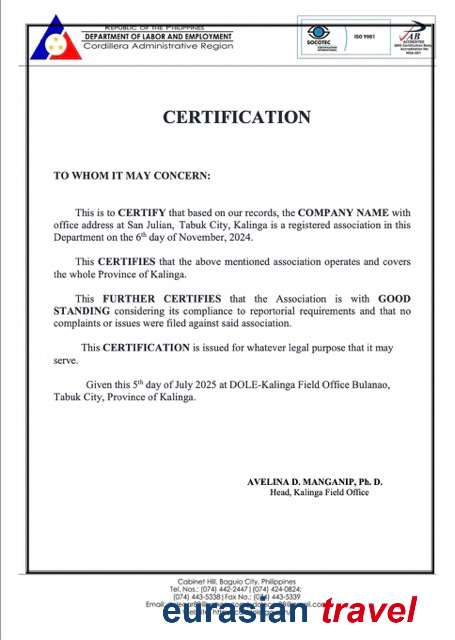 REPUBLIC OF THE PHILIPPINES
DEPARTMENT OF LABOR AND EMPLOYMENT
Cordillera Administrative Region
SOCOTEC
ISO 9001
AB
ACCREDITED
CERTIFICATION
TO WHOM IT MAY CONCERN:
This is to CERTIFY that based on our records, the COMPANY NAME with
office address at San Julian, Tabuk City, Kalinga is a registered association in this
Department on the 6th day of November, 2024.
This CERTIFIES that the above mentioned association operates and covers
the whole Province of Kalinga.
This FURTHER CERTIFIES that the Association is with GOOD
STANDING considering its compliance to reportorial requirements and that no
complaints or issues were filed against said association.
This CERTIFICATION is issued for whatever legal purpose that it may
serve.
Given this 5th day of July 2025 at DOLE-Kalinga Field Office Bulanao,
Tabuk City, Province of Kalinga.
AVELINA D. MANGANIP, Ph. D.
Head, Kalinga Field Office
Cabinet Hill, Baguio City, Philippines
Tel. Nos.: (074) 442-2447|(074) 424-0824;
(074) 443-5338|Fax No.: (074) 443-5339
Email:
Website:
eurasian travel